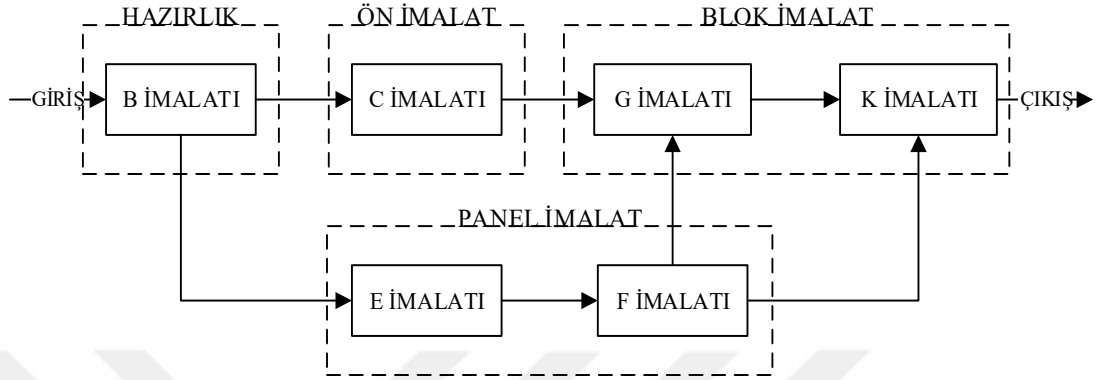 HAZIRLIK
ÖN İMALAT
BLOK İMALAT
GİRİŞ
B İMALATI
C İMALATI
G İMALATI
K İMALATI
ÇIKIŞ
PANEL İMALAT
E İMALATI
F İMALATI